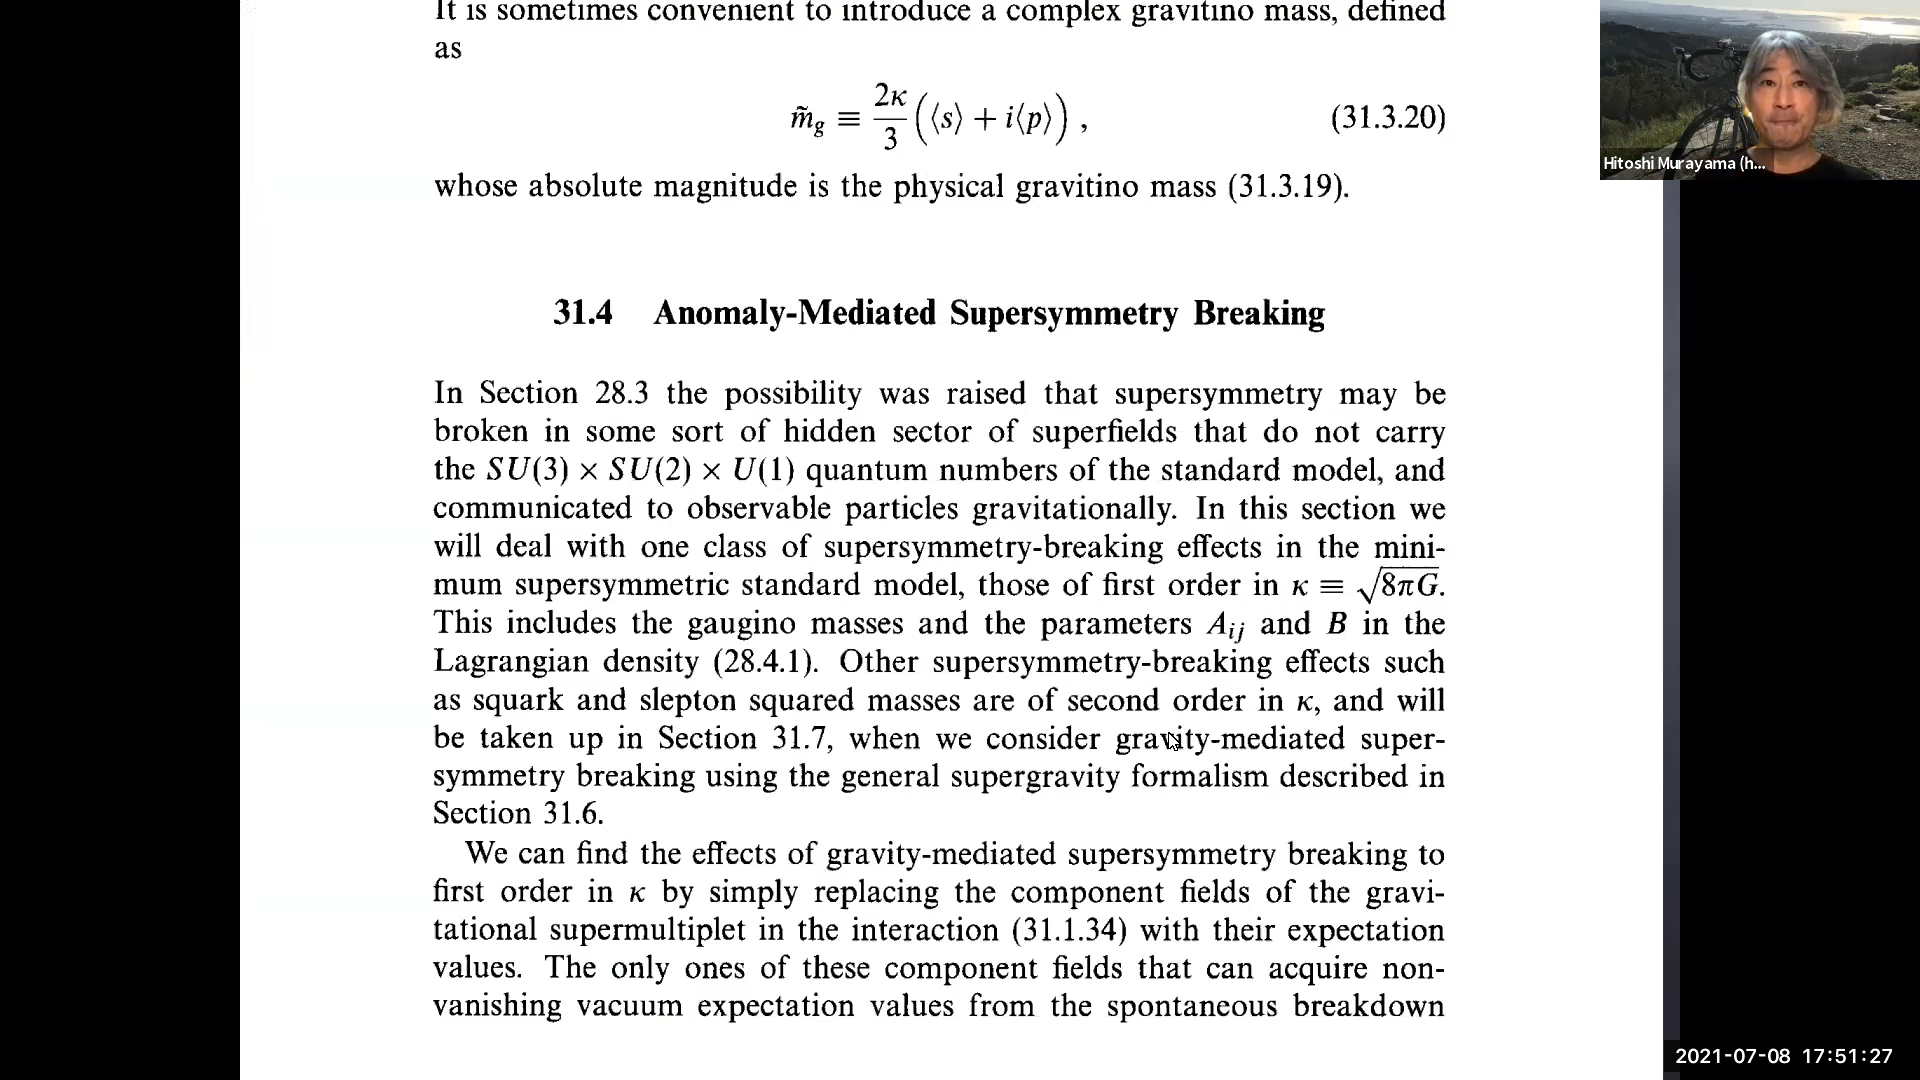 It is sometimes convenient to introduce a complex gravitino mass, defined
as
m̃_g ≡ 2κ/3 (⟨s⟩ + i⟨p⟩) , (31.3.20)
whose absolute magnitude is the physical gravitino mass (31.3.19).
31.4 Anomaly-Mediated Supersymmetry Breaking
In Section 28.3 the possibility was raised that supersymmetry may be
broken in some sort of hidden sector of superfields that do not carry
the SU(3) × SU(2) × U(1) quantum numbers of the standard model, and
communicated to observable particles gravitationally. In this section we
will deal with one class of supersymmetry-breaking effects in the mini-
mum supersymmetric standard model, those of first order in κ ≡ √8πG.
This includes the gaugino masses and the parameters A_ij and B in the
Lagrangian density (28.4.1). Other supersymmetry-breaking effects such
as squark and slepton squared masses are of second order in κ, and will
be taken up in Section 31.7, when we consider gravity-mediated super-
symmetry breaking using the general supergravity formalism described in
Section 31.6.
We can find the effects of gravity-mediated supersymmetry breaking to
first order in κ by simply replacing the component fields of the gravi-
tational supermultiplet in the interaction (31.1.34) with their expectation
values. The only ones of these component fields that can acquire non-
vanishing vacuum expectation values from the spontaneous breakdown
Hitoshi Murayama (h...
2021-07-08 17:51:27